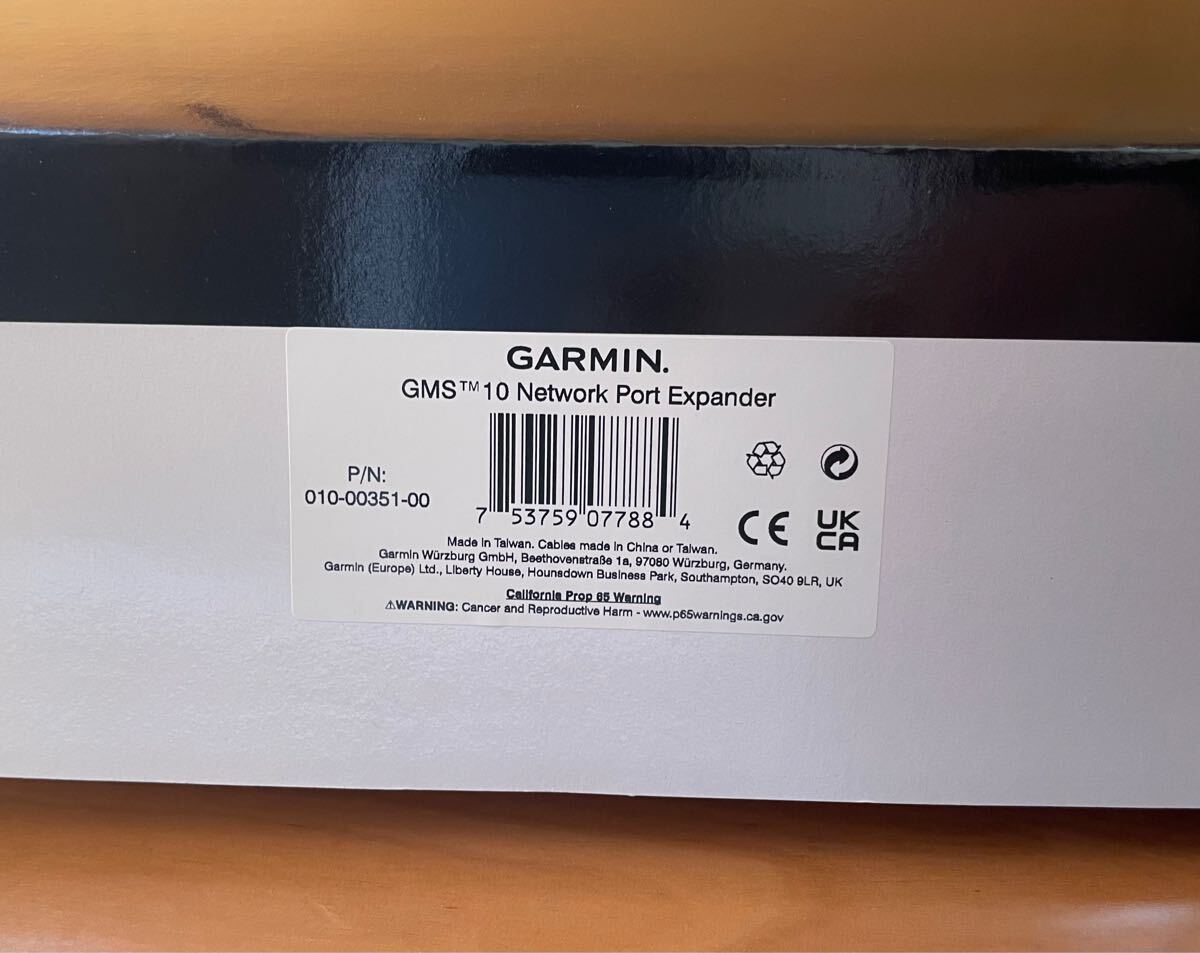 GARMIN.
GMS™10 Network Port Expander
P/N:
010-00351-00
7 53759 07788 4
CE
UK
CA
Made in Taiwan. Cables made in China or Taiwan.
Garmin Würzburg GmbH, Beethovenstraße 1a, 97080 Würzburg, Germany.
Garmin (Europe) Ltd., Liberty House, Hounsdown Business Park, Southampton, SO40 9LR, UK
California Prop 65 Warning
⚠WARNING: Cancer and Reproductive Harm - www.p65warnings.ca.gov